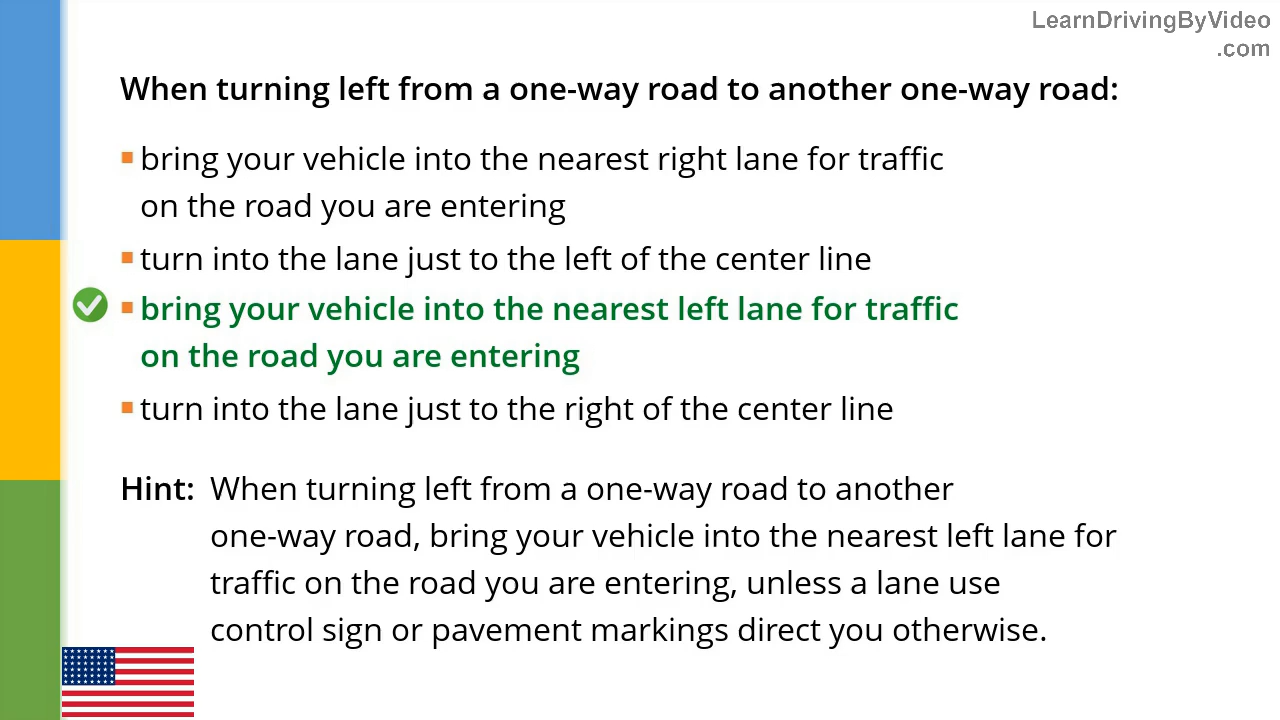 LearnDrivingByVideo
.com
When turning left from a one-way road to another one-way road:
bring your vehicle into the nearest right lane for traffic
on the road you are entering
turn into the lane just to the left of the center line
bring your vehicle into the nearest left lane for traffic
on the road you are entering
turn into the lane just to the right of the center line
Hint: When turning left from a one-way road to another
one-way road, bring your vehicle into the nearest left lane for
traffic on the road you are entering, unless a lane use
control sign or pavement markings direct you otherwise.